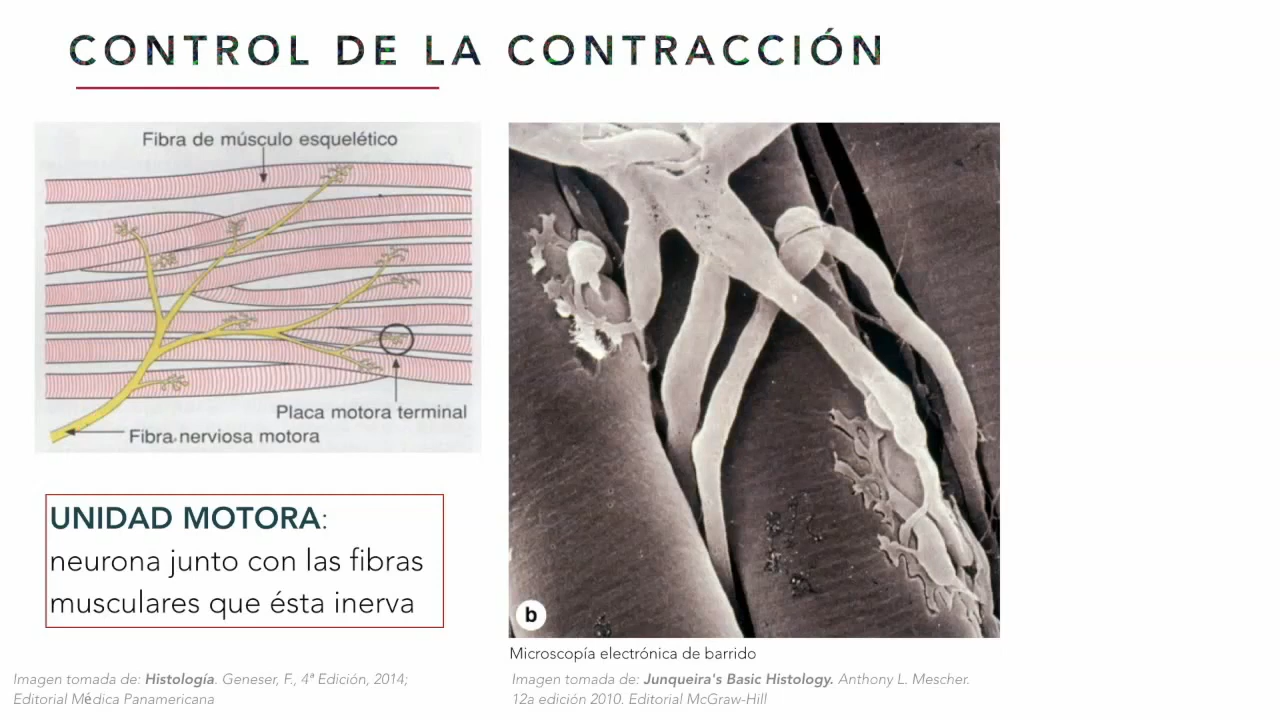 CONTROL DE LA CONTRACCIÓN
Fibra de músculo esquelético
Placa motora terminal
Fibra nerviosa motora
UNIDAD MOTORA:
neurona junto con las fibras
musculares que ésta inerva
b
Microscopía electrónica de barrido
Imagen tomada de: Histología. Geneser, F., 4ª Edición, 2014;
Editorial Médica Panamericana
Imagen tomada de: Junqueira's Basic Histology. Anthony L. Mescher.
12a edición 2010. Editorial McGraw-Hill